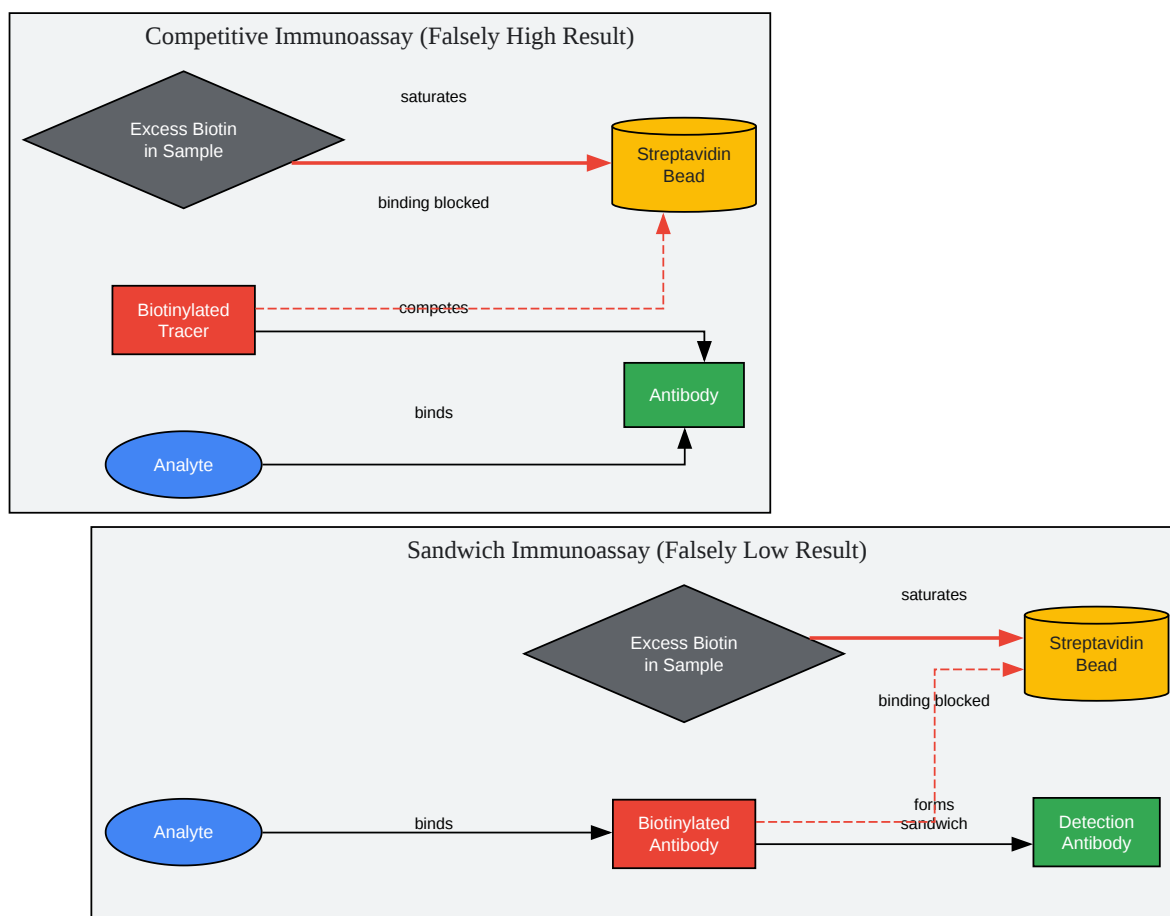 Competitive Immunoassay (Falsely High Result)
saturates
Excess Biotin
in Sample
Streptavidin
Bead
binding blocked
Biotinylated
Tracer
competes
Antibody
binds
Analyte
Sandwich Immunoassay (Falsely Low Result)
saturates
Excess Biotin
in Sample
Streptavidin
Bead
binding blocked
Analyte
binds
Biotinylated
Antibody
forms
sandwich
Detection
Antibody